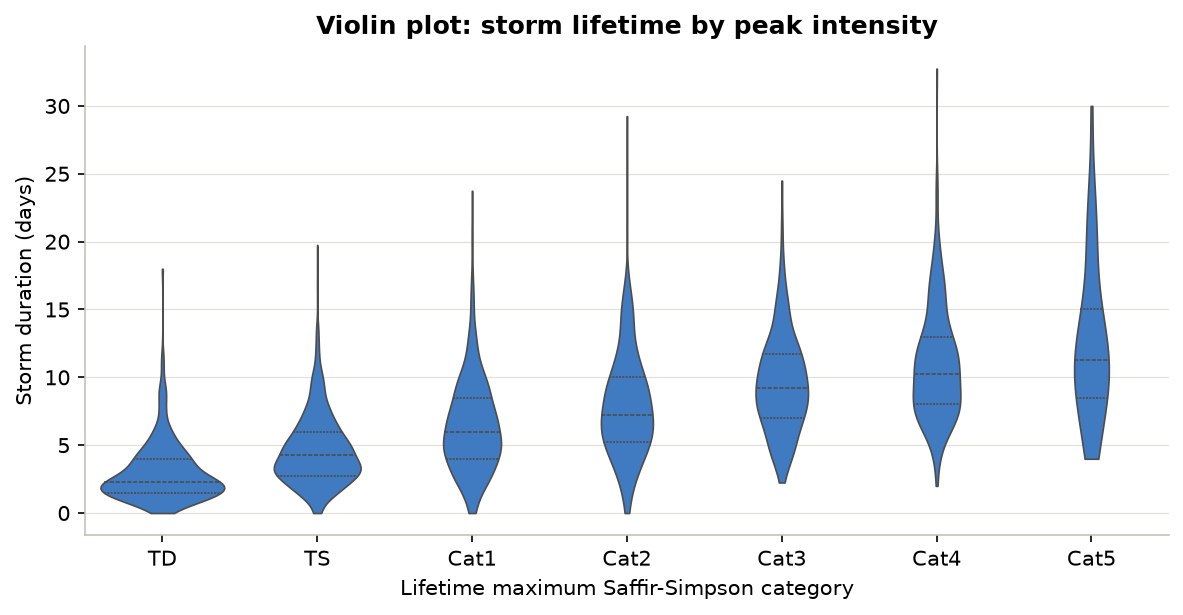 Violin plot: storm lifetime by peak intensity
Storm duration (days)
30
25
20
15
10
5
0
TD TS Cat1 Cat2 Cat3 Cat4 Cat5
Lifetime maximum Saffir-Simpson category